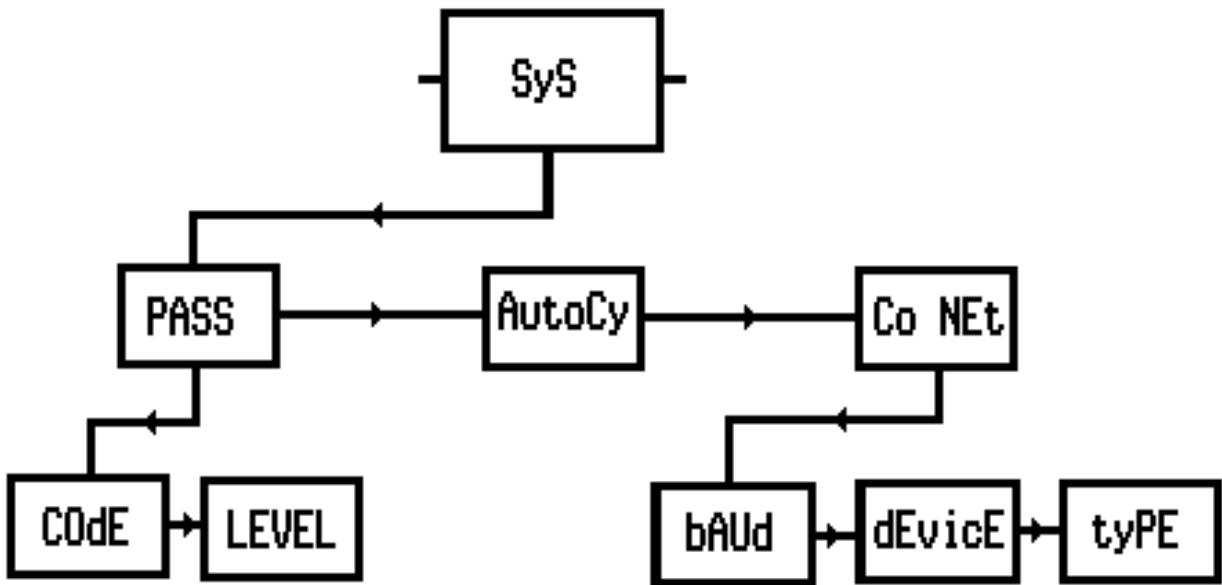 SyS
PASS
AutoCy
Co NEt
COdE
LEVEL
bAUd
dEvicE
tyPE